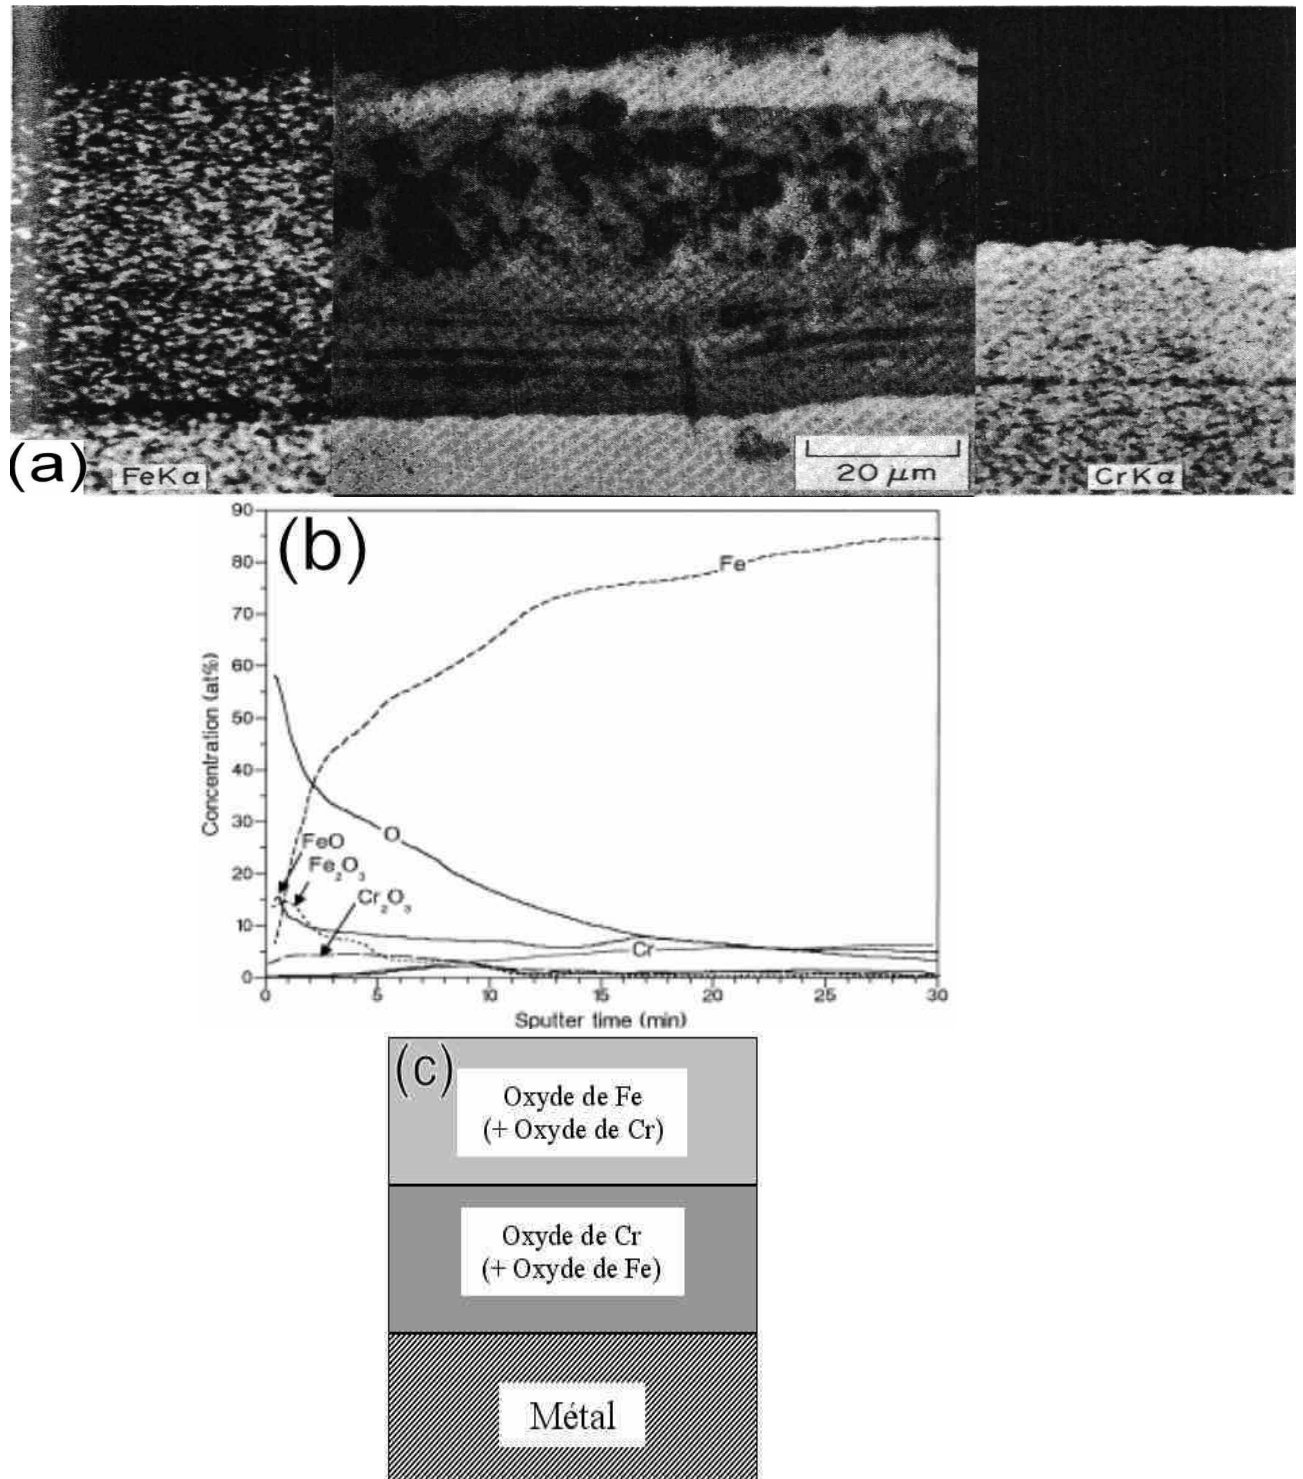 (a)
FeKα
20 μm
CrKα
(b)
90
80
70
60
50
40
30
20
10
0
Concentration (at%)
Fe
O
FeO
Fe₂O₃
Cr₂O₃
Cr
0 5 10 15 20 25 30
Sputter time (min)
(c)
Oxyde de Fe
(+ Oxyde de Cr)
Oxyde de Cr
(+ Oxyde de Fe)
Métal